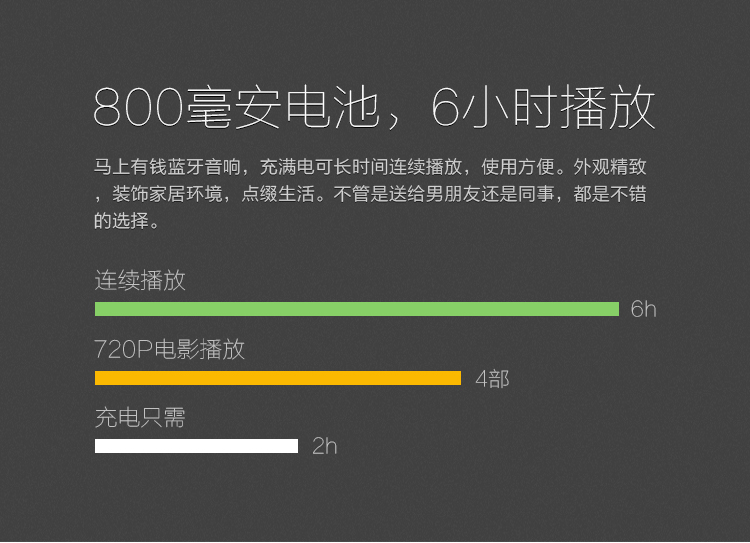 800毫安电池，6小时播放
马上有钱蓝牙音响，充满电可长时间连续播放，使用方便。外观精致
，装饰家居环境，点缀生活。不管是送给男朋友还是同事，都是不错
的选择。
连续播放
6h
720P电影播放
4部
充电只需
2h